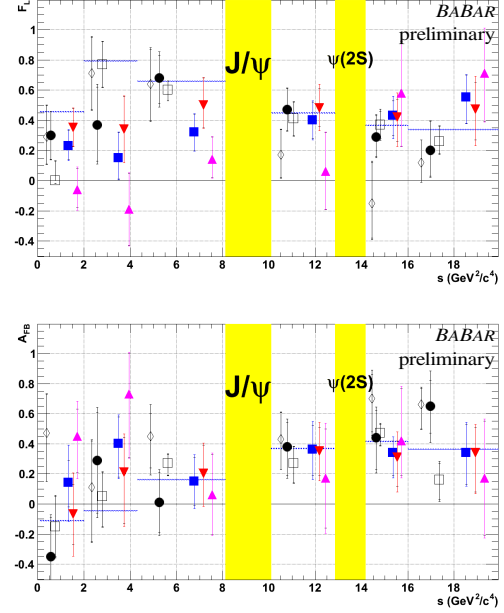 F_L
BABAR
preliminary
1
0.8
0.6
0.4
0.2
0
-0.2
-0.4
J/ψ
ψ(2S)
0 2 4 6 8 10 12 14 16 18
s (GeV²/c⁴)
A_FB
BABAR
preliminary
1
0.8
0.6
0.4
0.2
0
-0.2
-0.4
J/ψ
ψ(2S)
0 2 4 6 8 10 12 14 16 18
s (GeV²/c⁴)